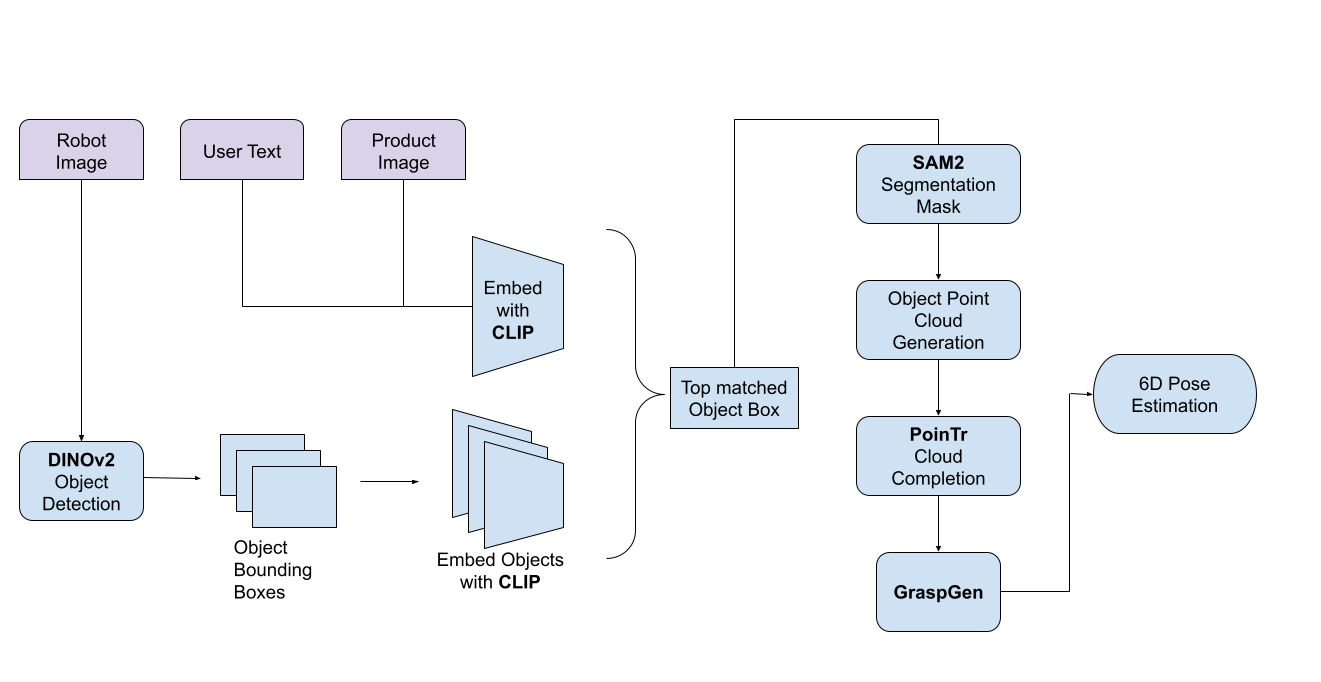 Robot
Image
User Text
Product
Image
SAM2
Segmentation
Mask
Embed
with
CLIP
Object Point
Cloud
Generation
Top matched
Object Box
6D Pose
Estimation
PoinTr
Cloud
Completion
DINOv2
Object
Detection
Object
Bounding
Boxes
Embed Objects
with CLIP
GraspGen